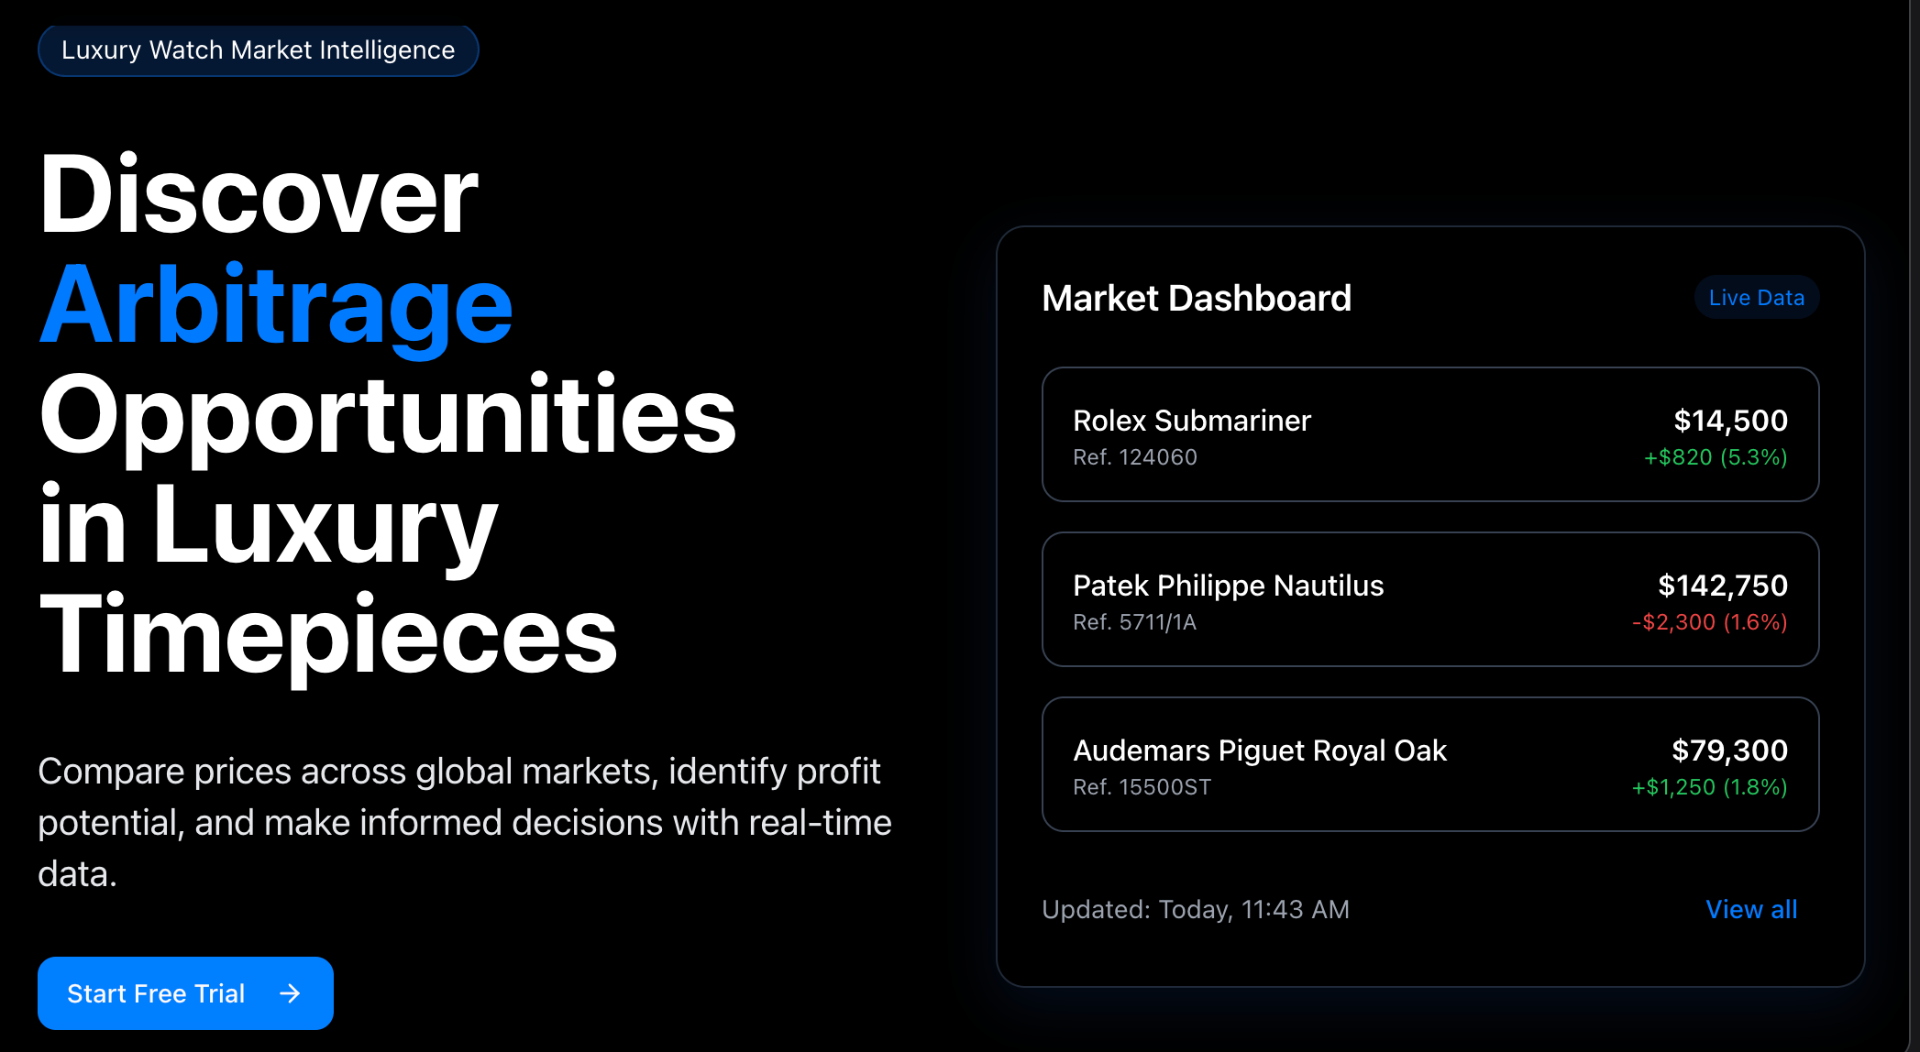 Luxury Watch Market Intelligence
Discover
Arbitrage
Opportunities
in Luxury
Timepieces
Compare prices across global markets, identify profit
potential, and make informed decisions with real-time
data.
Start Free Trial →
Market Dashboard
Live Data
Rolex Submariner
$14,500
Ref. 124060
+$820 (5.3%)
Patek Philippe Nautilus
$142,750
Ref. 5711/1A
-$2,300 (1.6%)
Audemars Piguet Royal Oak
$79,300
Ref. 15500ST
+$1,250 (1.8%)
Updated: Today, 11:43 AM
View all